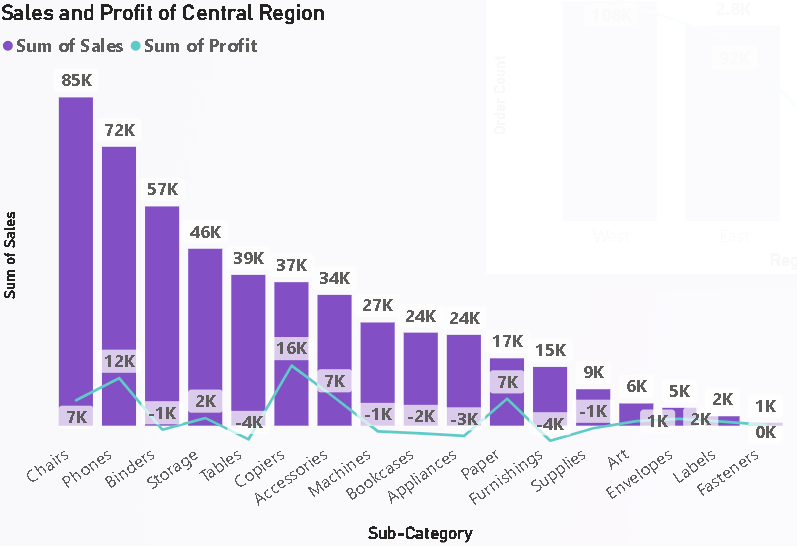 Sales and Profit of Central Region
Sum of Sales Sum of Profit
85K
72K
57K
46K
39K
37K
34K
27K
24K
24K
17K
15K
9K
6K
5K
2K
1K
7K
12K
-1K
2K
-4K
16K
7K
-1K
-2K
-3K
7K
-4K
-1K
1K
2K
0K
Sum of Sales
Chairs
Phones
Binders
Storage
Tables
Copiers
Accessories
Machines
Bookcases
Appliances
Paper
Furnishings
Supplies
Art
Envelopes
Labels
Fasteners
Sub-Category
2.8K
Order Count
Reg